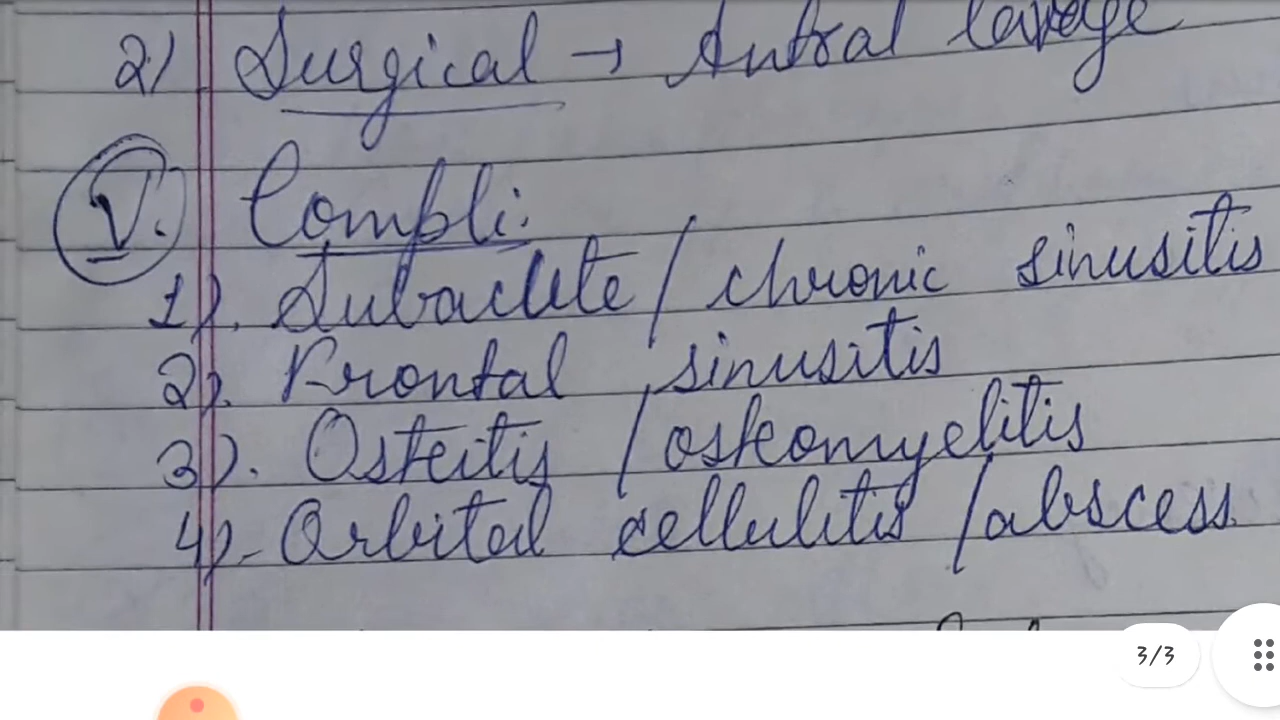 2) Surgical → Antral lavage
V. Compli.
1). Subacute / chronic sinusitis
2). Frontal sinusitis
3). Osteitis / osteomyelitis
4). Orbital cellulitis / abscess.
3/3